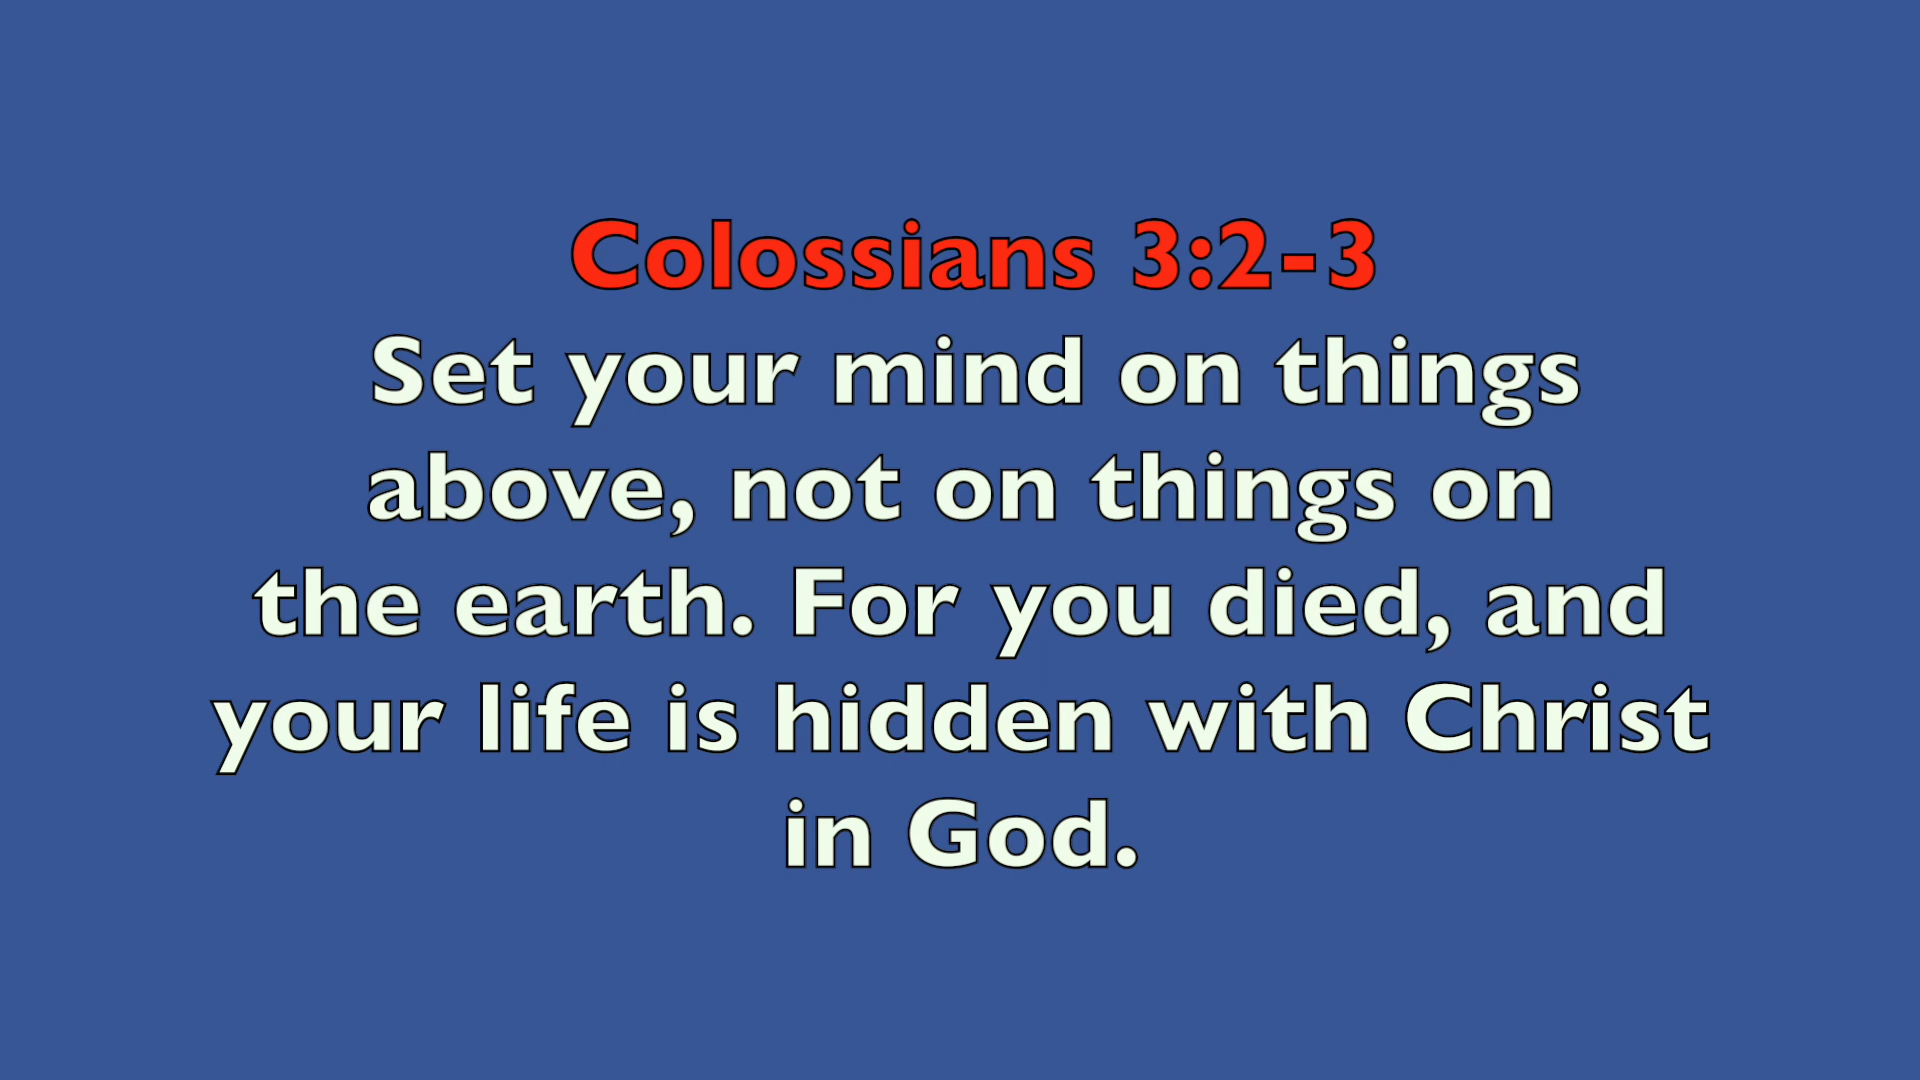 Colossians 3:2-3
Set your mind on things
above, not on things on
the earth. For you died, and
your life is hidden with Christ
in God.